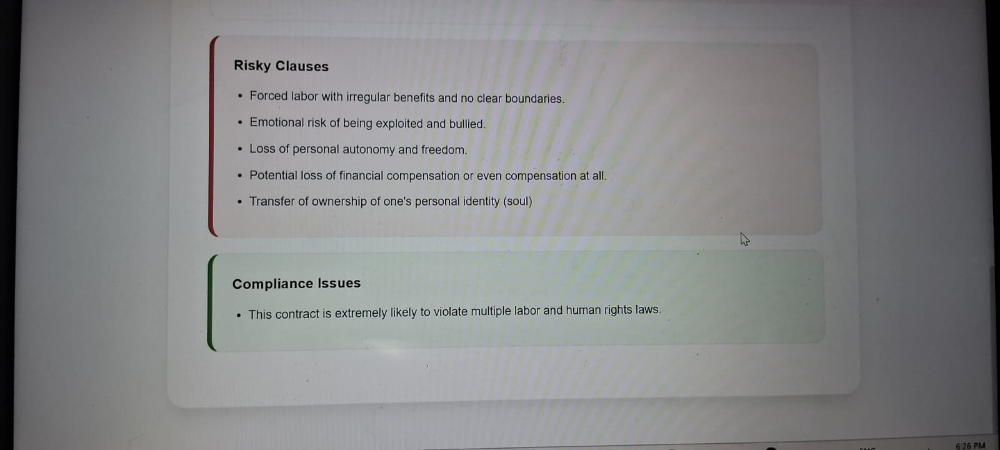 Risky Clauses
• Forced labor with irregular benefits and no clear boundaries.
• Emotional risk of being exploited and bullied.
• Loss of personal autonomy and freedom.
• Potential loss of financial compensation or even compensation at all.
• Transfer of ownership of one's personal identity (soul)
Compliance Issues
• This contract is extremely likely to violate multiple labor and human rights laws.
6:26 PM